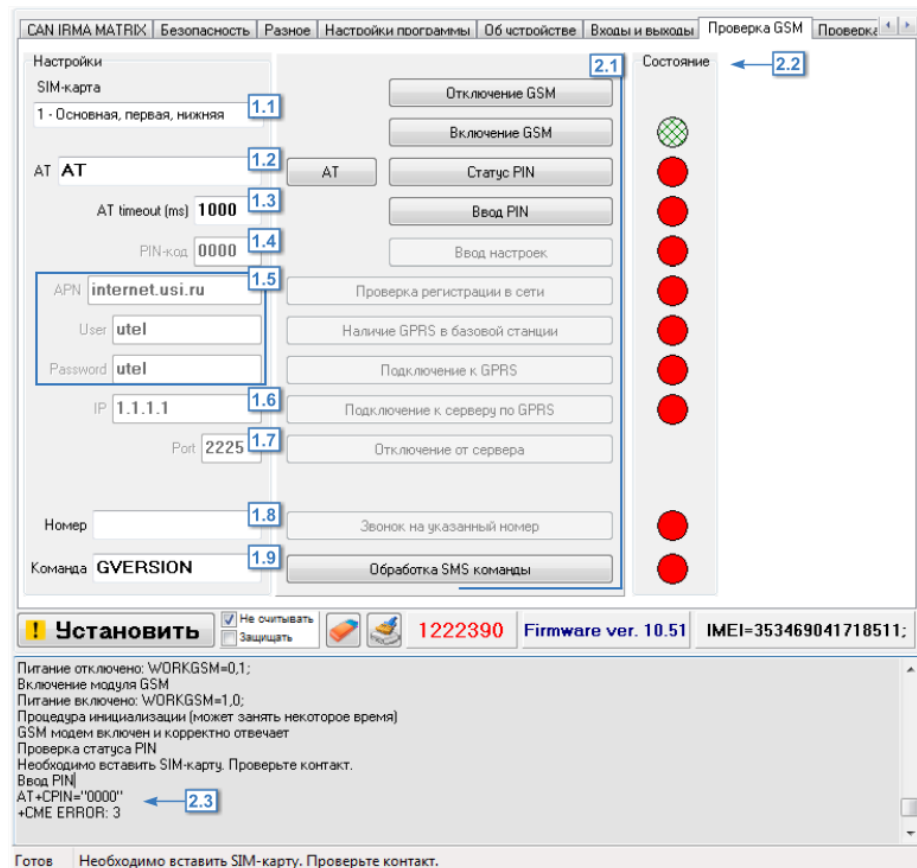 CAN IRMA MATRIX Безопасность Разное Настройки программы Об устройстве Входы и выходы Проверка GSM Проверка
Настройки 2.1 Состояние 2.2
SIM-карта
Отключение GSM
1 - Основная, первая, нижняя 1.1
Включение GSM
AT AT 1.2 AT Статус PIN
AT timeout (ms) 1000 1.3 Ввод PIN
PIN-код 0000 1.4 Ввод настроек
APN internet.usi.ru 1.5 Проверка регистрации в сети
User utel Наличие GPRS в базовой станции
Password utel Подключение к GPRS
IP 1.1.1.1 1.6 Подключение к серверу по GPRS
Port 2225 1.7 Отключение от сервера
Номер 1.8 Звонок на указанный номер
Команда GVERSION 1.9 Обработка SMS команды
! Установить Не считывать
Защищать
1222390 Firmware ver. 10.51 IMEI=353469041718511;
Питание отключено: WORKGSM=0,1;
Включение модуля GSM
Питание включено: WORKGSM=1,0;
Процедура инициализации (может занять некоторое время)
GSM модем включен и корректно отвечает
Проверка статуса PIN
Необходимо вставить SIM-карту. Проверьте контакт.
Ввод PIN
AT+CPIN="0000" 2.3
+CME ERROR: 3
Готов Необходимо вставить SIM-карту. Проверьте контакт.